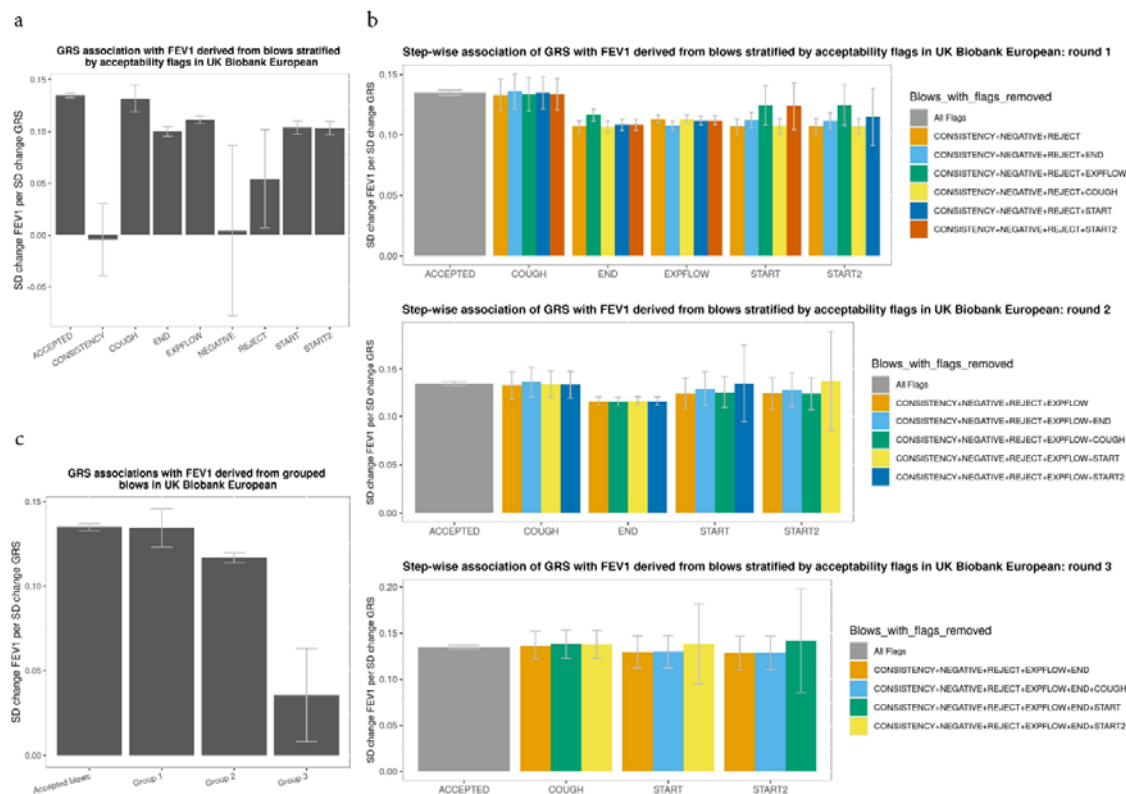 a
GRS association with FEV1 derived from blows stratified
by acceptability flags in UK Biobank European
SD change FEV1 per SD change GRS
0.15
0.10
0.05
0.00
-0.05
ACCEPTED
CONSISTENCY
COUGH
END
EXPFLOW
NEGATIVE
REJECT
START
START2
b
Step-wise association of GRS with FEV1 derived from blows stratified by acceptability flags in UK Biobank European: round 1
SD change FEV1 per SD change GRS
0.15
0.10
0.05
0.00
ACCEPTED
COUGH
END
EXPFLOW
START
START2
Blows_with_flags_removed
All Flags
CONSISTENCY+NEGATIVE+REJECT
CONSISTENCY+NEGATIVE+REJECT+END
CONSISTENCY+NEGATIVE+REJECT+EXPFLOW
CONSISTENCY+NEGATIVE+REJECT+COUGH
CONSISTENCY+NEGATIVE+REJECT+START
CONSISTENCY+NEGATIVE+REJECT+START2
Step-wise association of GRS with FEV1 derived from blows stratified by acceptability flags in UK Biobank European: round 2
SD change FEV1 per SD change GRS
0.15
0.10
0.05
0.00
ACCEPTED
COUGH
END
START
START2
Blows_with_flags_removed
All Flags
CONSISTENCY+NEGATIVE+REJECT+EXPFLOW
CONSISTENCY+NEGATIVE+REJECT+EXPFLOW+END
CONSISTENCY+NEGATIVE+REJECT+EXPFLOW+COUGH
CONSISTENCY+NEGATIVE+REJECT+EXPFLOW+START
CONSISTENCY+NEGATIVE+REJECT+EXPFLOW+START2
c
GRS associations with FEV1 derived from grouped
blows in UK Biobank European
SD change FEV1 per SD change GRS
0.15
0.10
0.05
0.00
Accepted blows
Group 1
Group 2
Group 3
Step-wise association of GRS with FEV1 derived from blows stratified by acceptability flags in UK Biobank European: round 3
SD change FEV1 per SD change GRS
0.20
0.15
0.10
0.05
0.00
ACCEPTED
COUGH
START
START2
Blows_with_flags_removed
All Flags
CONSISTENCY+NEGATIVE+REJECT+EXPFLOW+END
CONSISTENCY+NEGATIVE+REJECT+EXPFLOW+END+COUGH
CONSISTENCY+NEGATIVE+REJECT+EXPFLOW+END+START
CONSISTENCY+NEGATIVE+REJECT+EXPFLOW+END+START2